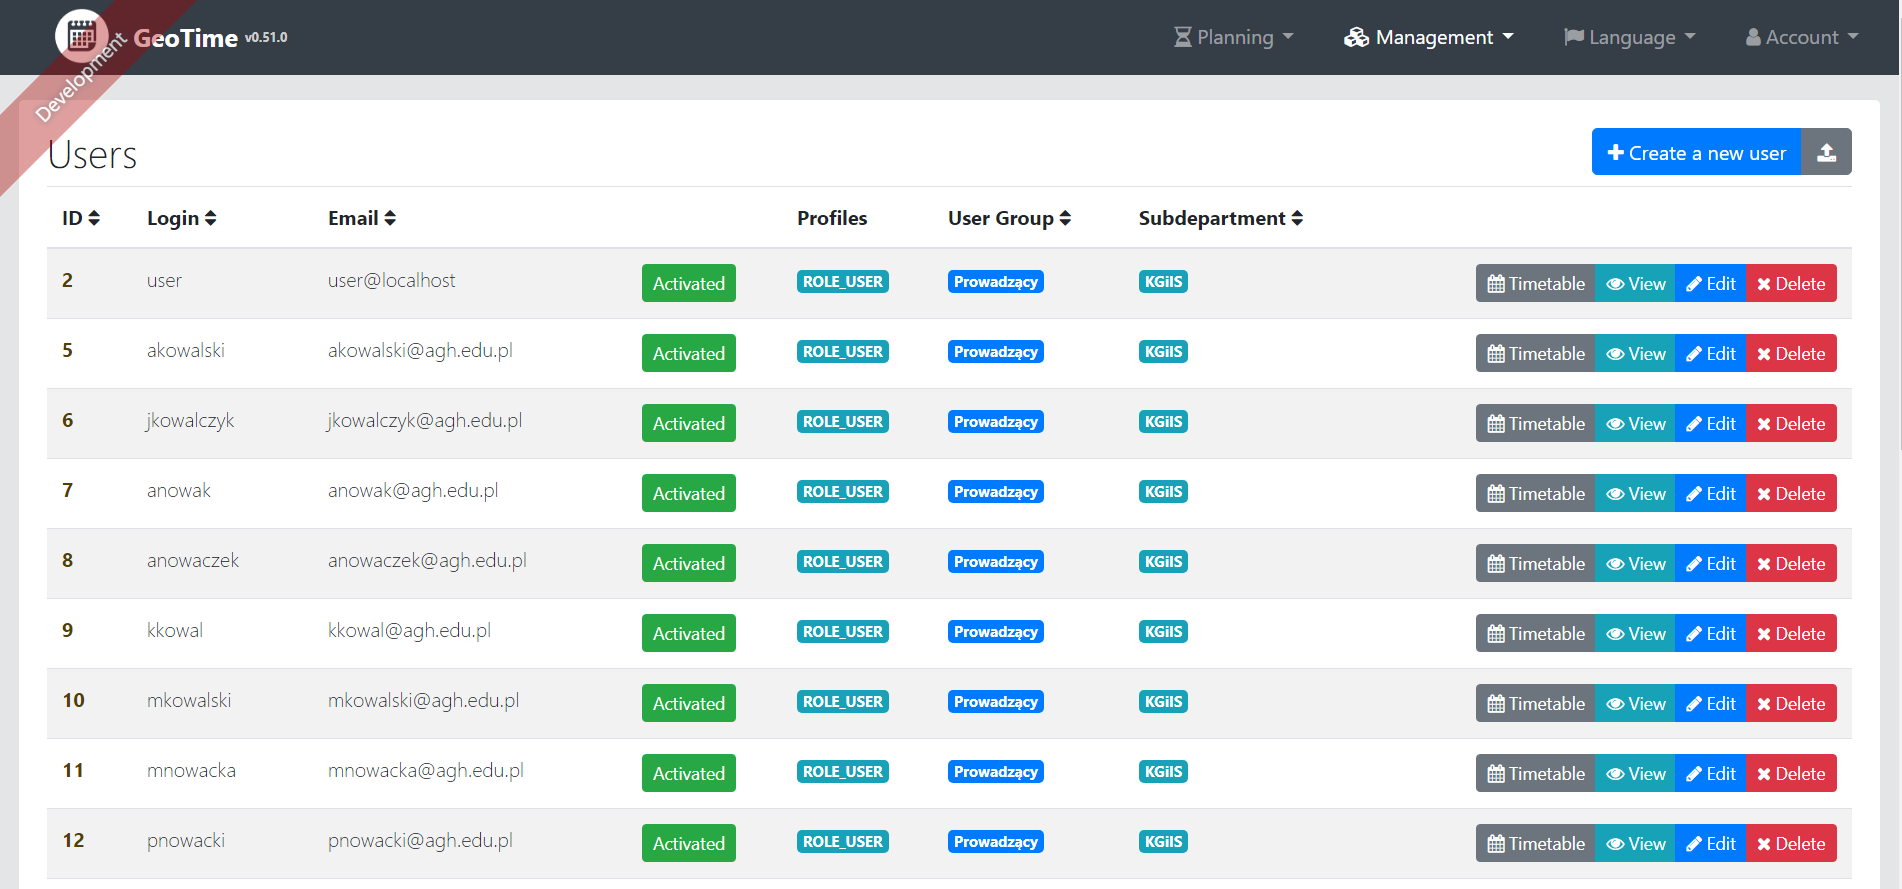 GeoTime v0.51.0 Planning Management Language Account
Development
Users + Create a new user
ID Login Email Profiles User Group Subdepartment
2 user user@localhost Activated ROLE_USER Prowadzący KGiIS Timetable View Edit Delete
5 akowalski akowalski@agh.edu.pl Activated ROLE_USER Prowadzący KGiIS Timetable View Edit Delete
6 jkowalczyk jkowalczyk@agh.edu.pl Activated ROLE_USER Prowadzący KGiIS Timetable View Edit Delete
7 anowak anowak@agh.edu.pl Activated ROLE_USER Prowadzący KGiIS Timetable View Edit Delete
8 anowaczek anowaczek@agh.edu.pl Activated ROLE_USER Prowadzący KGiIS Timetable View Edit Delete
9 kkowal kkowal@agh.edu.pl Activated ROLE_USER Prowadzący KGiIS Timetable View Edit Delete
10 mkowalski mkowalski@agh.edu.pl Activated ROLE_USER Prowadzący KGiIS Timetable View Edit Delete
11 mnowacka mnowacka@agh.edu.pl Activated ROLE_USER Prowadzący KGiIS Timetable View Edit Delete
12 pnowacki pnowacki@agh.edu.pl Activated ROLE_USER Prowadzący KGiIS Timetable View Edit Delete